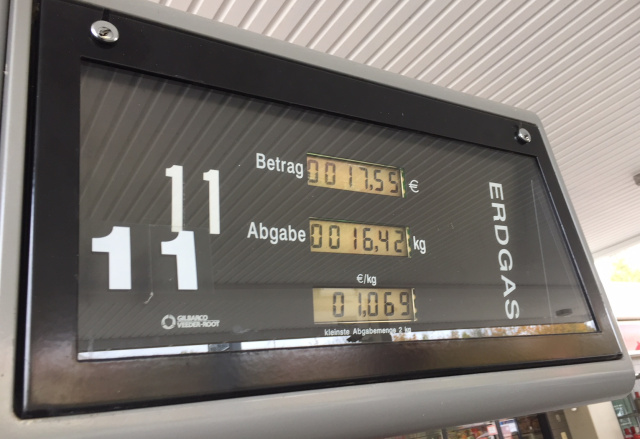 11
11
Betrag 0017,55 €
Abgabe 0016,42 kg
€/kg
01,069
kleinste Abgabemenge 2 kg
ERDGAS
GILBARCO
VEEDER-ROOT